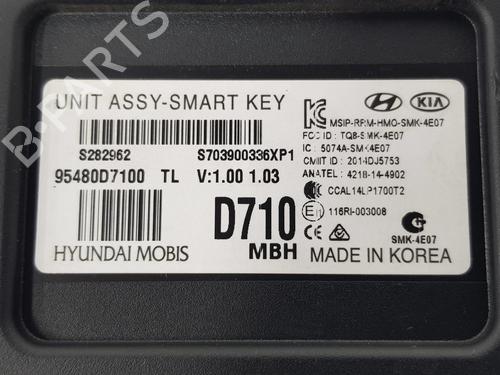 B-PARTS
UNIT ASSY-SMART KEY
HYUNDAI KIA
MSIP-RRM-HMO-SMK-4E07
FCC ID : TQ8-SMK-4E07
IC : 5074A-SMK4E07
CMIIT ID : 2014DJ5753
ANATEL : 4218-14-4902
CCAL14LP1700T2
E11 116RI-003008
S282962 S703900336XP1
95480D7100 TL V:1.00 1.03
D710
MBH
SMK-4E07
HYUNDAI MOBIS
MADE IN KOREA